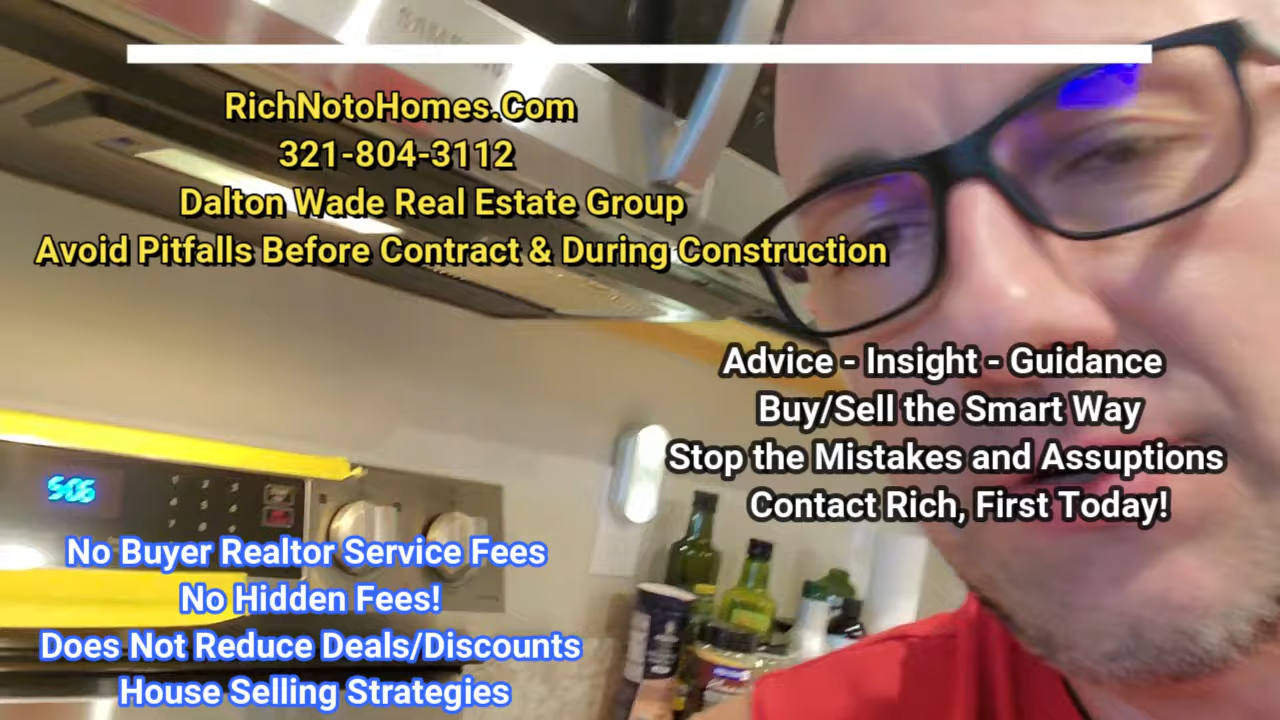 RichNotoHomes.Com
321-804-3112
Dalton Wade Real Estate Group
Avoid Pitfalls Before Contract & During Construction
Advice - Insight - Guidance
Buy/Sell the Smart Way
Stop the Mistakes and Assuptions
Contact Rich, First Today!
506
No Buyer Realtor Service Fees
No Hidden Fees!
Does Not Reduce Deals/Discounts
House Selling Strategies